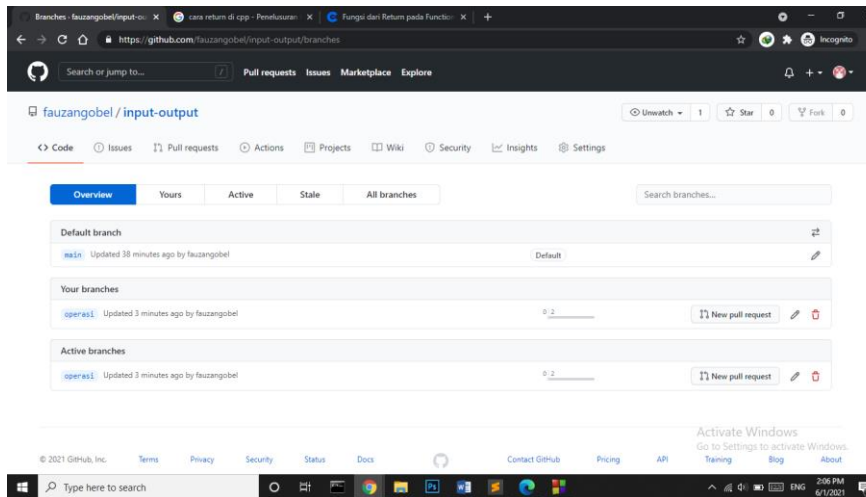 Branches · fauzangobel/input-ou
cara return di cpp - Penelusuran
Fungsi dari Return pada Function
https://github.com/fauzangobel/input-output/branches
Incognito
Search or jump to...
Pull requests Issues Marketplace Explore
fauzangobel / input-output
Unwatch 1 Star 0 Fork 0
Code Issues Pull requests Actions Projects Wiki Security Insights Settings
Overview Yours Active Stale All branches Search branches...
Default branch
main Updated 38 minutes ago by fauzangobel Default
Your branches
operasi Updated 3 minutes ago by fauzangobel 0 2 New pull request
Active branches
operasi Updated 3 minutes ago by fauzangobel 0 2 New pull request
Activate Windows
Go to Settings to activate Windows.
© 2021 GitHub, Inc. Terms Privacy Security Status Docs Contact GitHub Pricing API Training Blog About
Type here to search
ENG
2:06 PM
6/1/2021